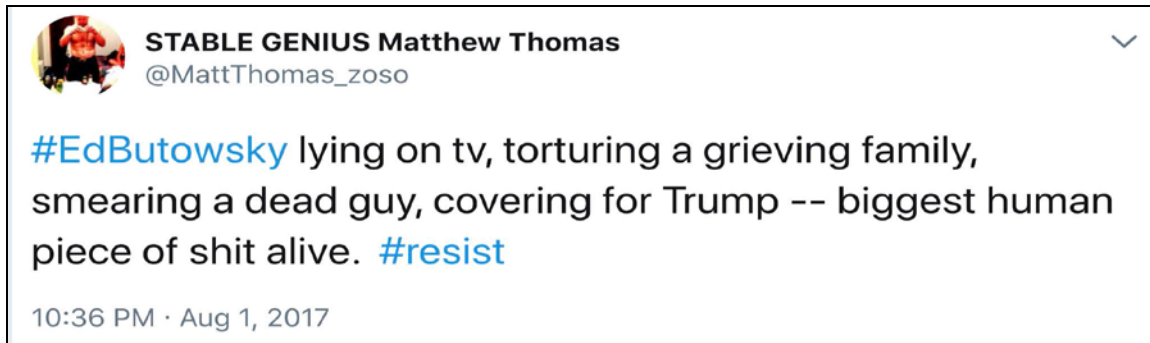 STABLE GENIUS Matthew Thomas
@MattThomas_zoso
#EdButowsky lying on tv, torturing a grieving family,
smearing a dead guy, covering for Trump -- biggest human
piece of shit alive. #resist
10:36 PM · Aug 1, 2017